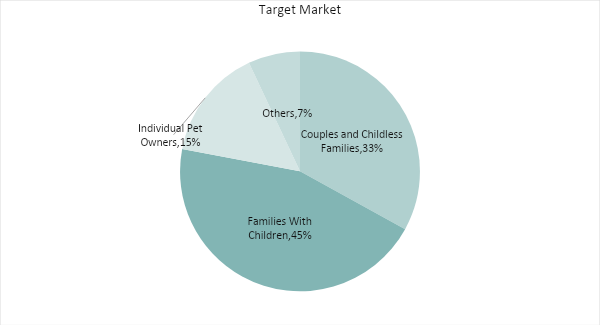 Target Market
Others,7%
Individual Pet
Owners,15%
Couples and Childless
Families,33%
Families With
Children,45%